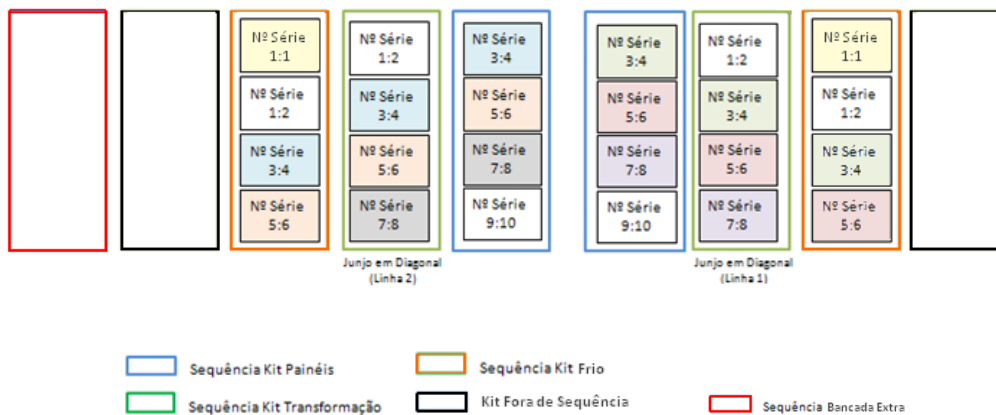 Nº Série
1:1
Nº Série
1:2
Nº Série
3:4
Nº Série
5:6
Nº Série
1:2
Nº Série
3:4
Nº Série
5:6
Nº Série
7:8
Junjo em Diagonal
(Linha 2)
Nº Série
3:4
Nº Série
5:6
Nº Série
7:8
Nº Série
9:10
Nº Série
3:4
Nº Série
5:6
Nº Série
7:8
Nº Série
9:10
Nº Série
1:2
Nº Série
3:4
Nº Série
5:6
Nº Série
7:8
Junjo em Diagonal
(Linha 1)
Nº Série
1:1
Nº Série
1:2
Nº Série
3:4
Nº Série
5:6
Sequência Kit Painéis
Sequência Kit Frio
Sequência Kit Transformação
Kit Fora de Sequência
Sequência Bancada Extra